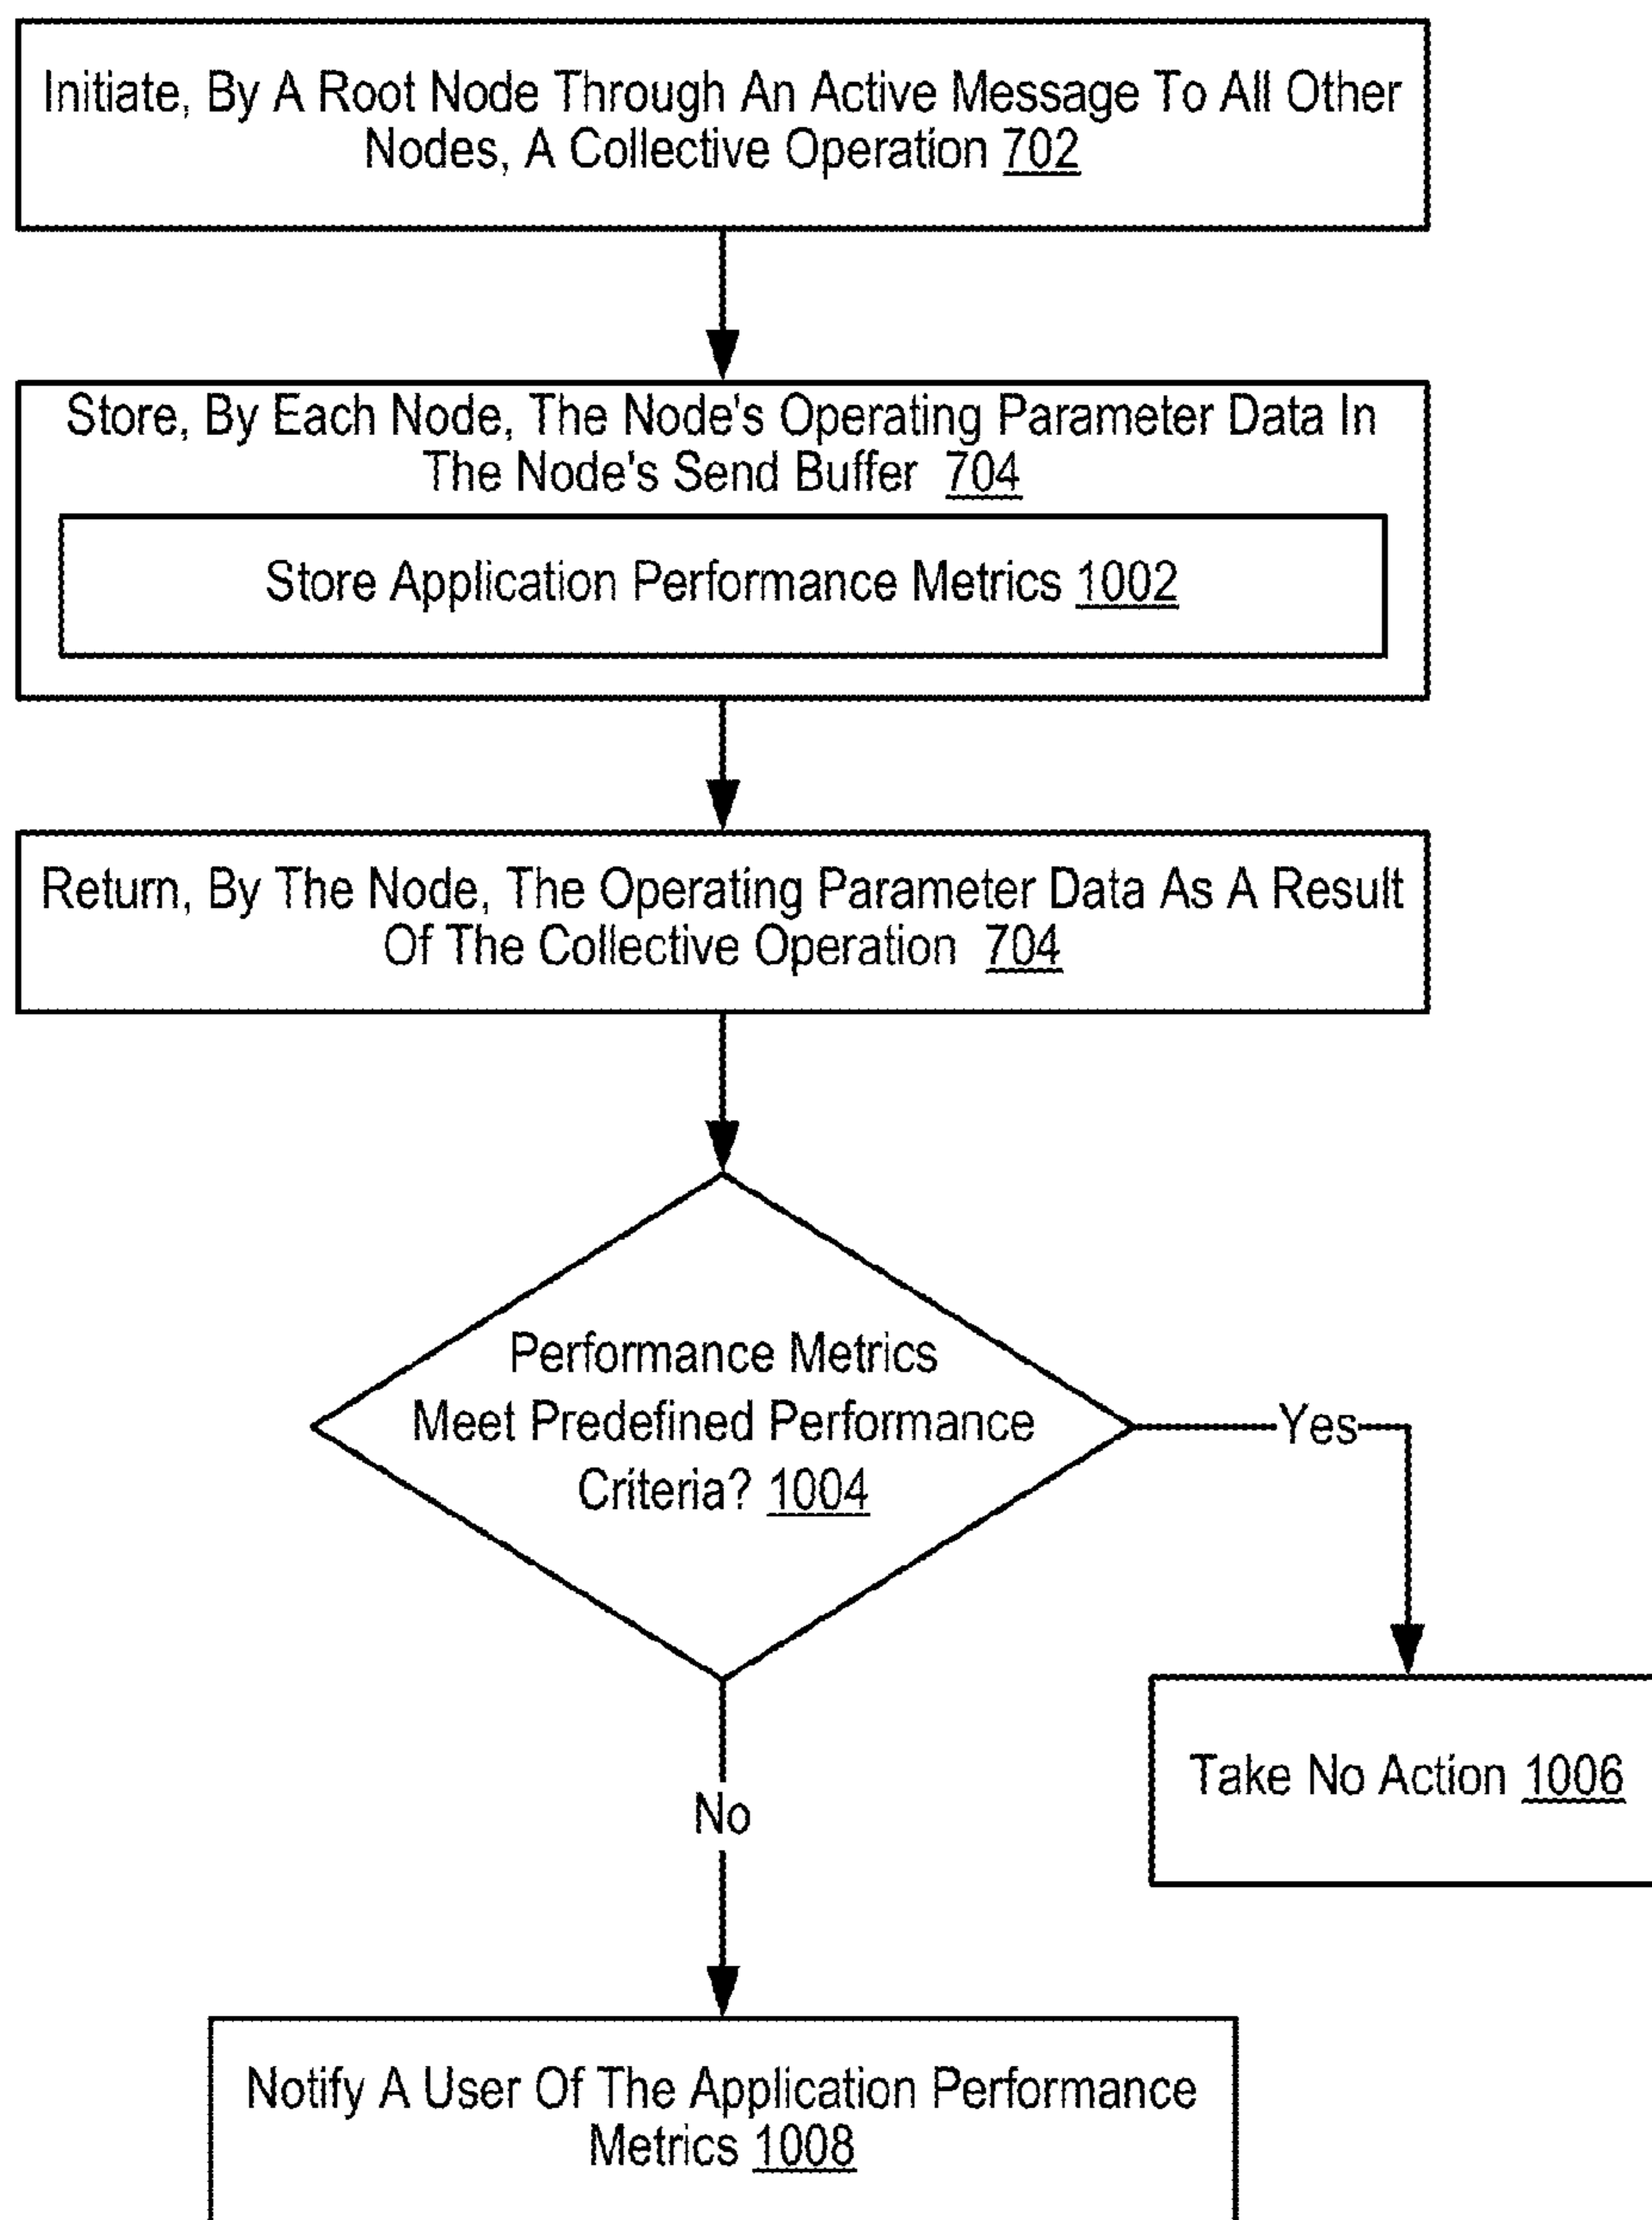 Initiate, By A Root Node Through An Active Message To All Other
Nodes, A Collective Operation 702
Store, By Each Node, The Node's Operating Parameter Data In
The Node's Send Buffer 704
Store Application Performance Metrics 1002
Return, By The Node, The Operating Parameter Data As A Result
Of The Collective Operation 704
Performance Metrics
Meet Predefined Performance
Criteria? 1004
Yes
Take No Action 1006
No
Notify A User Of The Application Performance
Metrics 1008